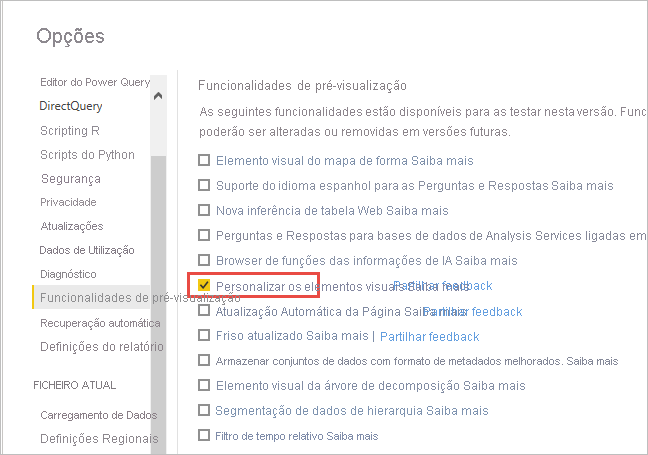 Opções
Editor do Power Query
DirectQuery
Scripting R
Scripts do Python
Segurança
Privacidade
Atualizações
Dados de Utilização
Diagnóstico
Funcionalidades de pré-visualização
Recuperação automática
Definições do relatório
FICHEIRO ATUAL
Carregamento de Dados
Definições Regionais
Funcionalidades de pré-visualização
As seguintes funcionalidades estão disponíveis para as testar nesta versão. Func
poderão ser alteradas ou removidas em versões futuras.
Elemento visual do mapa de forma Saiba mais
Suporte do idioma espanhol para as Perguntas e Respostas Saiba mais
Nova inferência de tabela Web Saiba mais
Perguntas e Respostas para bases de dados de Analysis Services ligadas em
Browser de funções das informações de IA Saiba mais
Personalizar os elementos visuais Saiba mais Partilhar feedback
Atualização Automática da Página Saiba mais Partilhar feedback
Friso atualizado Saiba mais | Partilhar feedback
Armazenar conjuntos de dados com formato de metadados melhorados. Saiba mais
Elemento visual da árvore de decomposição Saiba mais
Segmentação de dados de hierarquia Saiba mais
Filtro de tempo relativo Saiba mais